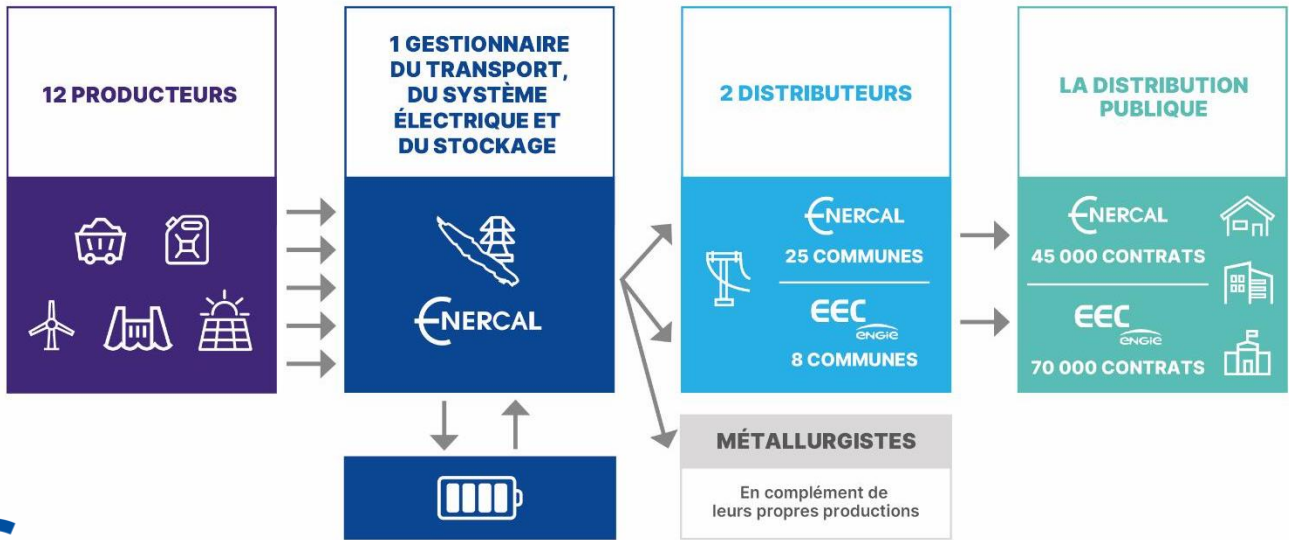 12 PRODUCTEURS
1 GESTIONNAIRE
DU TRANSPORT,
DU SYSTÈME
ÉLECTRIQUE ET
DU STOCKAGE
ENERCAL
2 DISTRIBUTEURS
ENERCAL
25 COMMUNES
EEC
ENGIE
8 COMMUNES
MÉTALLURGISTES
En complément de
leurs propres productions
LA DISTRIBUTION
PUBLIQUE
ENERCAL
45 000 CONTRATS
EEC
ENGIE
70 000 CONTRATS